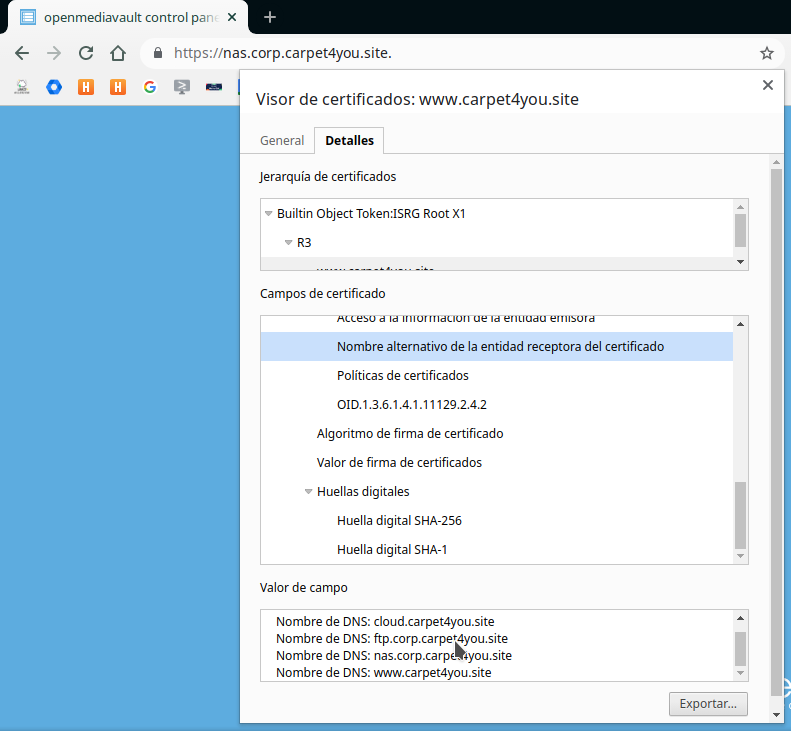 openmediavault control pane
https://nas.corp.carpet4you.site.
Visor de certificados: www.carpet4you.site
General
Detalles
Jerarquía de certificados
Builtin Object Token:ISRG Root X1
R3
www.carpet4you.site
Campos de certificado
Acceso a la información de la entidad emisora
Nombre alternativo de la entidad receptora del certificado
Políticas de certificados
OID.1.3.6.1.4.1.11129.2.4.2
Algoritmo de firma de certificado
Valor de firma de certificados
Huellas digitales
Huella digital SHA-256
Huella digital SHA-1
Valor de campo
Nombre de DNS: cloud.carpet4you.site
Nombre de DNS: ftp.corp.carpet4you.site
Nombre de DNS: nas.corp.carpet4you.site
Nombre de DNS: www.carpet4you.site
Exportar...